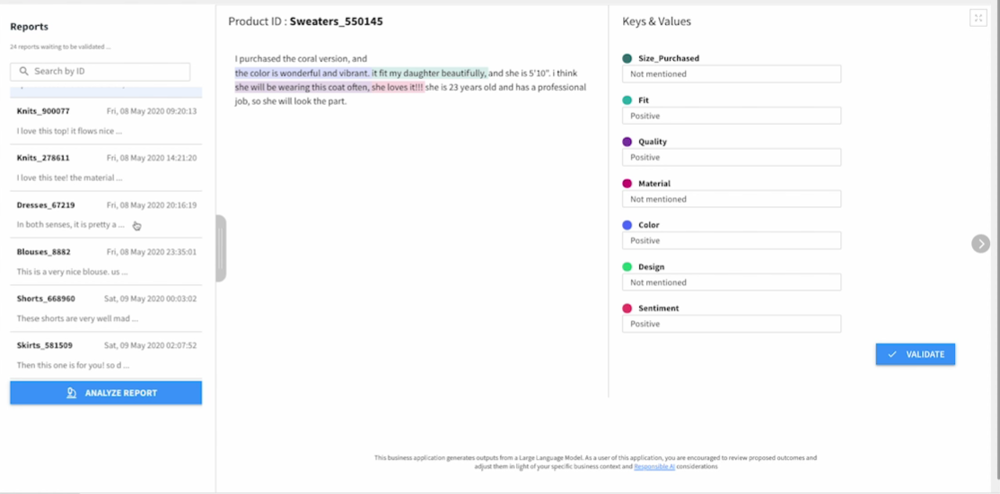 Reports
24 reports waiting to be validated ...
Search by ID
Knits_900077 Fri, 08 May 2020 09:20:13
I love this top! it flows nice ...
Knits_278611 Fri, 08 May 2020 14:21:20
I love this tee! the material ...
Dresses_67219 Fri, 08 May 2020 20:16:19
In both senses, it is pretty a ...
Blouses_8882 Fri, 08 May 2020 23:35:01
This is a very nice blouse. us ...
Shorts_668960 Sat, 09 May 2020 00:03:02
These shorts are very well mad ...
Skirts_581509 Sat, 09 May 2020 02:07:52
Then this one is for you! so d ...
ANALYZE REPORT
Product ID : Sweaters_550145
I purchased the coral version, and
the color is wonderful and vibrant. it fit my daughter beautifully, and she is 5'10". i think
she will be wearing this coat often, she loves it!!! she is 23 years old and has a professional
job, so she will look the part.
Keys & Values
Size_Purchased
Not mentioned
Fit
Positive
Quality
Positive
Material
Not mentioned
Color
Positive
Design
Not mentioned
Sentiment
Positive
VALIDATE
This business application generates outputs from a Large Language Model. As a user of this application, you are encouraged to review proposed outcomes and
adjust them in light of your specific business context and Responsible AI considerations